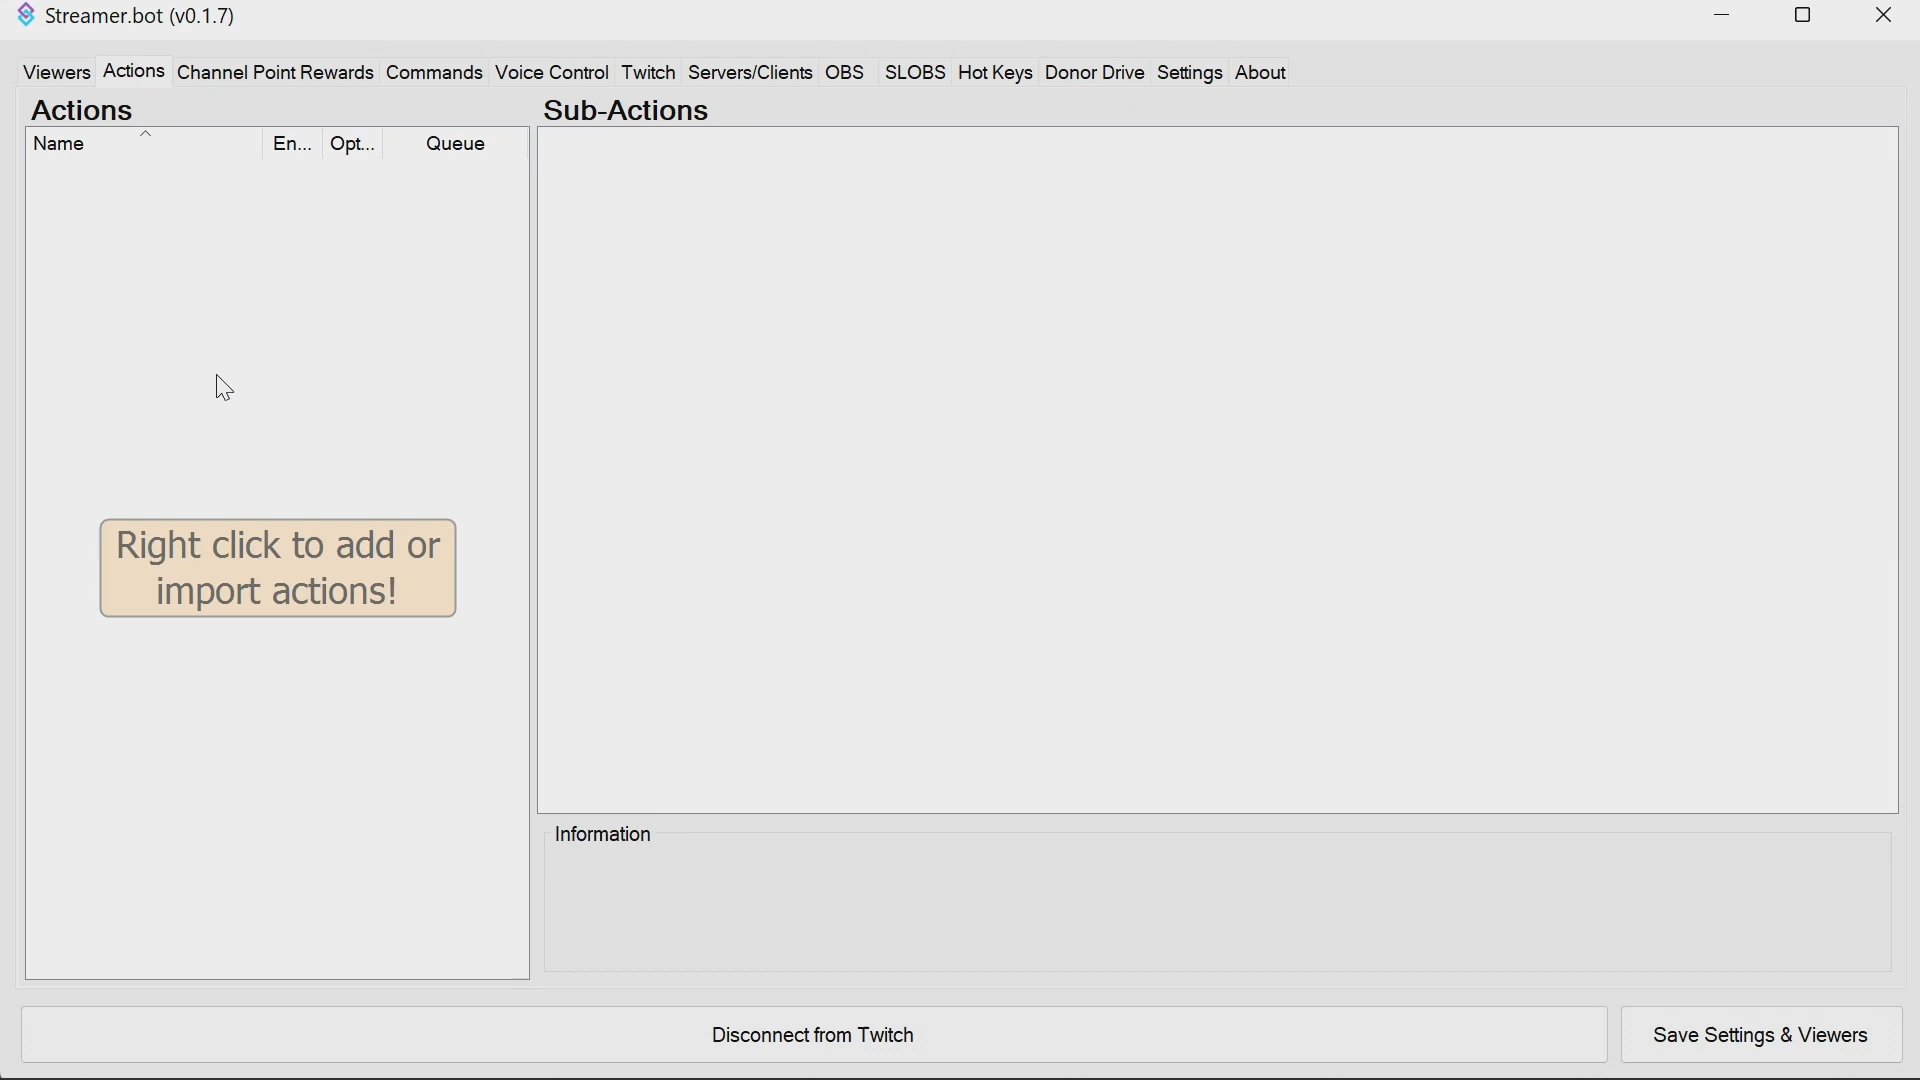 Streamer.bot (v0.1.7)
Viewers Actions Channel Point Rewards Commands Voice Control Twitch Servers/Clients OBS SLOBS Hot Keys Donor Drive Settings About
Actions
Sub-Actions
Name En... Opt... Queue
Right click to add or
import actions!
Information
Disconnect from Twitch
Save Settings & Viewers